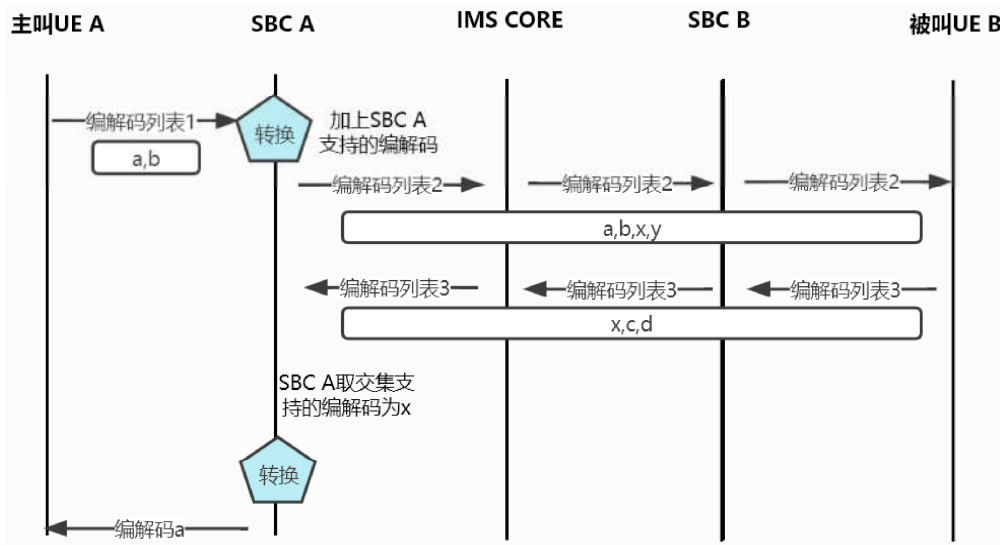 主叫UE A
SBC A
IMS CORE
SBC B
被叫UE B
编解码列表1
转换
加上SBC A
支持的编解码
a,b
编解码列表2
编解码列表2
编解码列表2
a,b,x,y
编解码列表3
编解码列表3
编解码列表3
x,c,d
SBC A取交集支
持的编解码为x
转换
编解码a